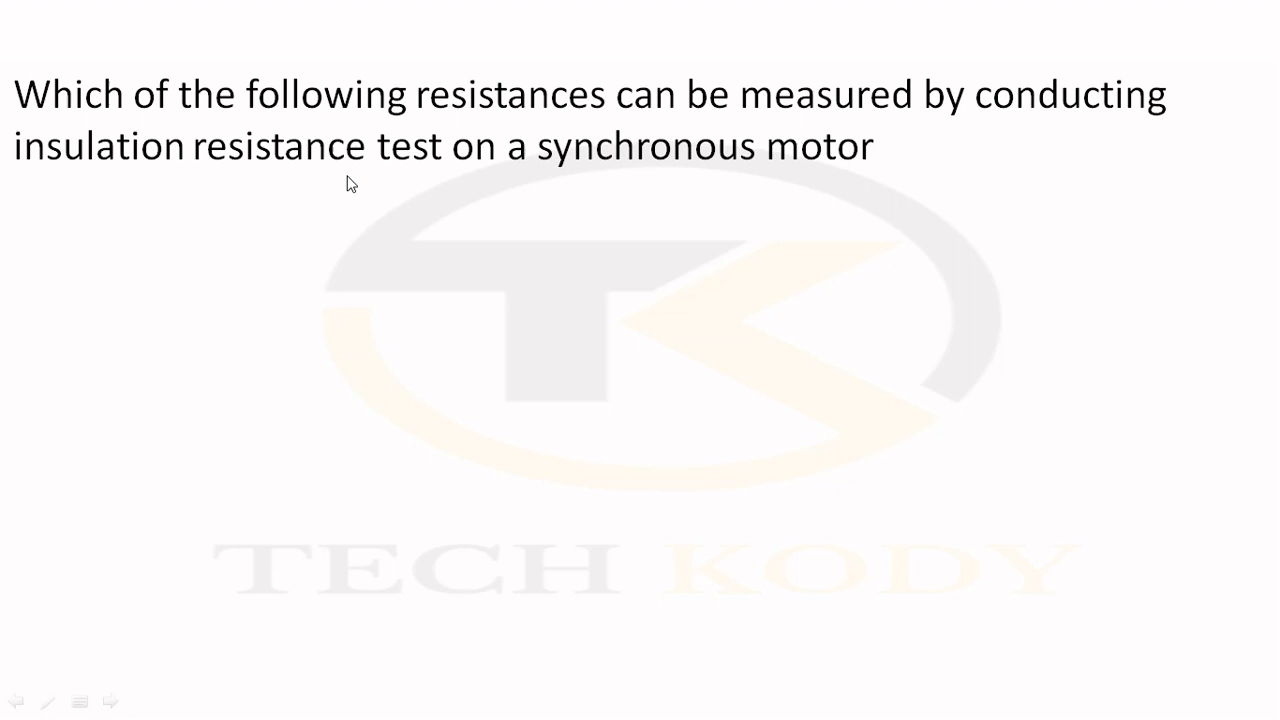 Which of the following resistances can be measured by conducting
insulation resistance test on a synchronous motor
TECH KODY